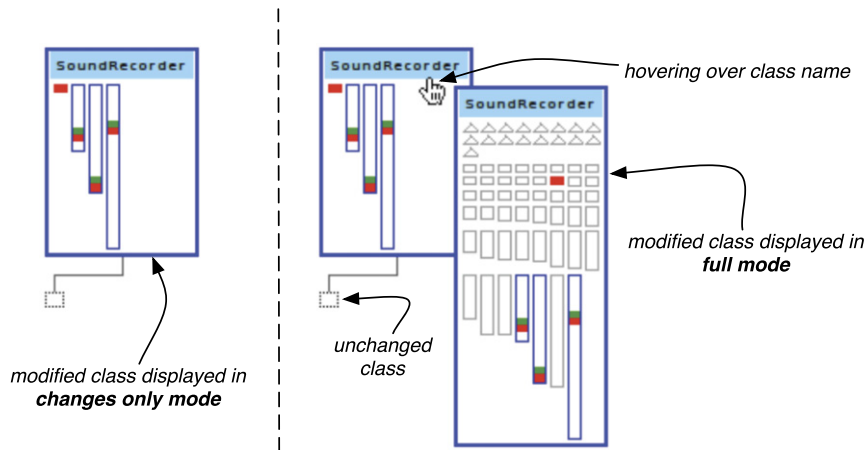 SoundRecorder
modified class displayed in
changes only mode
SoundRecorder
hovering over class name
SoundRecorder
modified class displayed in
full mode
unchanged
class